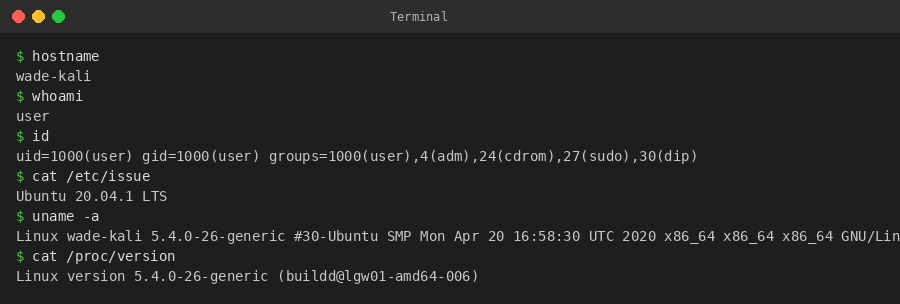 Terminal
$ hostname
wade-kali
$ whoami
user
$ id
uid=1000(user) gid=1000(user) groups=1000(user),4(adm),24(cdrom),27(sudo),30(dip)
$ cat /etc/issue
Ubuntu 20.04.1 LTS
$ uname -a
Linux wade-kali 5.4.0-26-generic #30-Ubuntu SMP Mon Apr 20 16:58:30 UTC 2020 x86_64 x86_64 x86_64 GNU/Lin
$ cat /proc/version
Linux version 5.4.0-26-generic (buildd@lgw01-amd64-006)